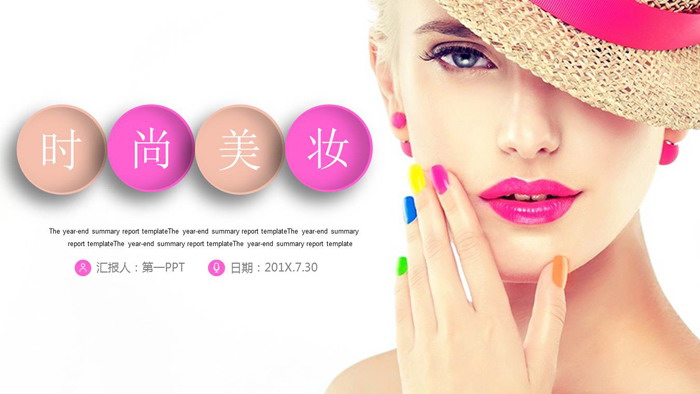 时尚美妆
The year-end summary report templateThe year-end summary report templateThe year-end summary
report templateThe year-end summary report templateThe year-end summary report template
汇报人：第一PPT 日期：201X.7.30